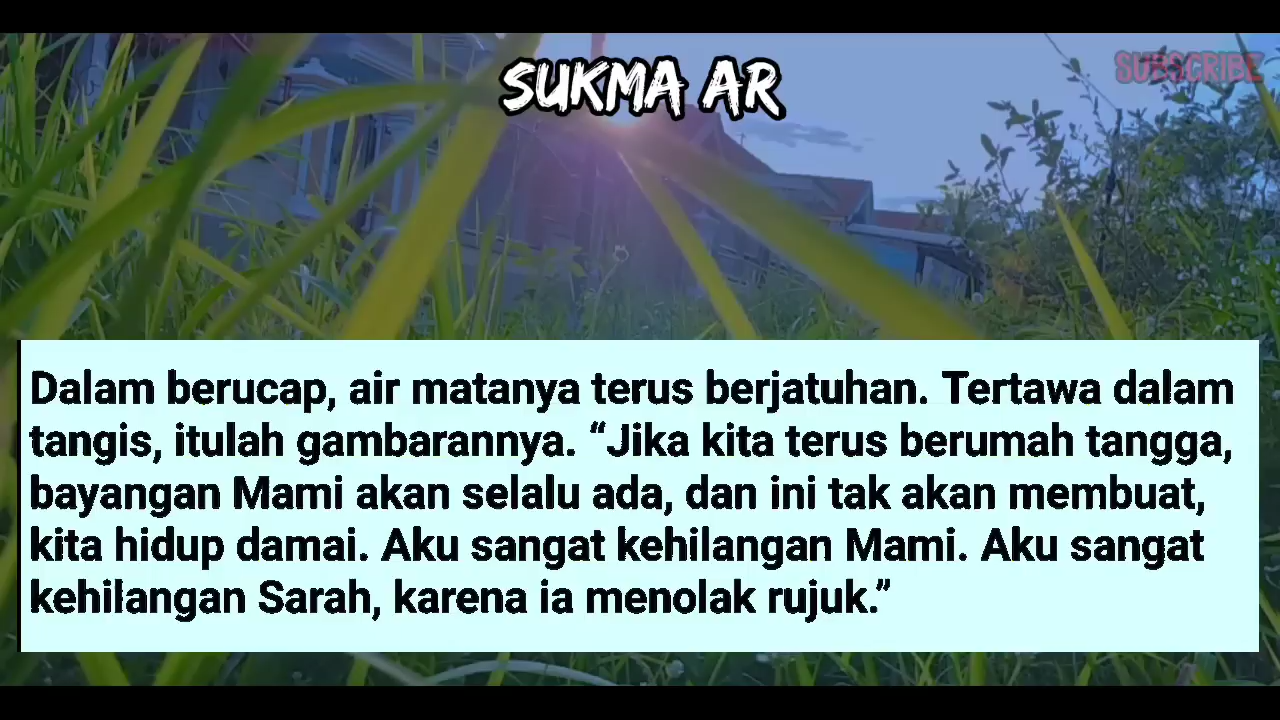 SUKMA AR
SUBSCRIBE
Dalam berucap, air matanya terus berjatuhan. Tertawa dalam
tangis, itulah gambarannya. “Jika kita terus berumah tangga,
bayangan Mami akan selalu ada, dan ini tak akan membuat,
kita hidup damai. Aku sangat kehilangan Mami. Aku sangat
kehilangan Sarah, karena ia menolak rujuk.”